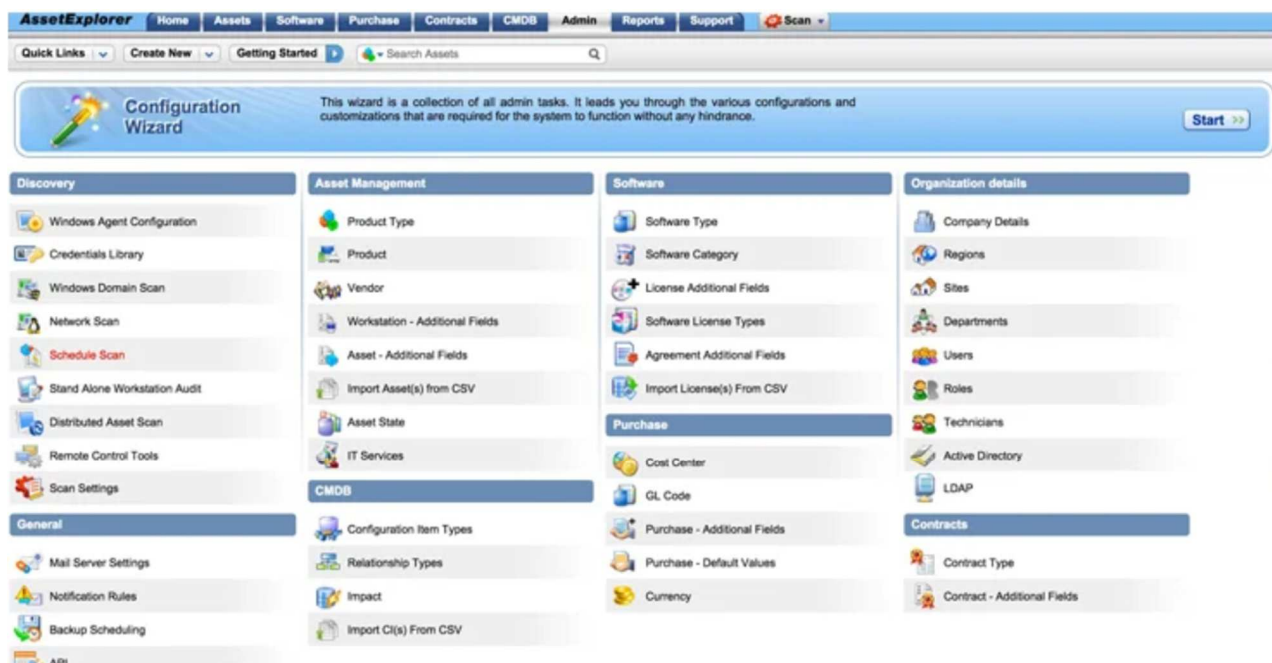 AssetExplorer Home Assets Software Purchase Contracts CMDB Admin Reports Support Scan
Quick Links Create New Getting Started Search Assets
Configuration
Wizard
This wizard is a collection of all admin tasks. It leads you through the various configurations and
customizations that are required for the system to function without any hindrance.
Start >>
Discovery
Windows Agent Configuration
Credentials Library
Windows Domain Scan
Network Scan
Schedule Scan
Stand Alone Workstation Audit
Distributed Asset Scan
Remote Control Tools
Scan Settings
General
Mail Server Settings
Notification Rules
Backup Scheduling
API
Asset Management
Product Type
Product
Vendor
Workstation - Additional Fields
Asset - Additional Fields
Import Asset(s) from CSV
Asset State
IT Services
CMDB
Configuration Item Types
Relationship Types
Impact
Import CI(s) From CSV
Software
Software Type
Software Category
License Additional Fields
Software License Types
Agreement Additional Fields
Import License(s) From CSV
Purchase
Cost Center
GL Code
Purchase - Additional Fields
Purchase - Default Values
Currency
Organization details
Company Details
Regions
Sites
Departments
Users
Roles
Technicians
Active Directory
LDAP
Contracts
Contract Type
Contract - Additional Fields